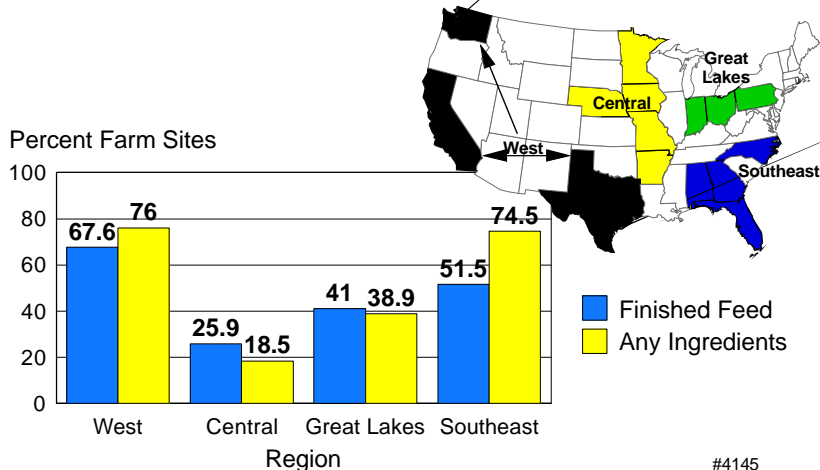 Great
Lakes
Central
West
Southeast
Percent Farm Sites
100
80
60
40
20
0
67.6
76
25.9
18.5
41
38.9
51.5
74.5
West
Central
Great Lakes
Southeast
Region
Finished Feed
Any Ingredients
#4145